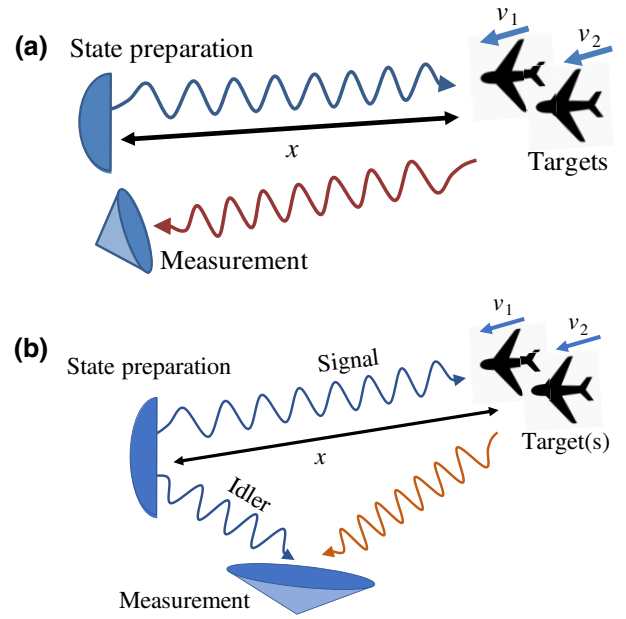 (a)
State preparation
v1
v2
x
Targets
Measurement
(b)
State preparation
Signal
v1
v2
x
Target(s)
Idler
Measurement